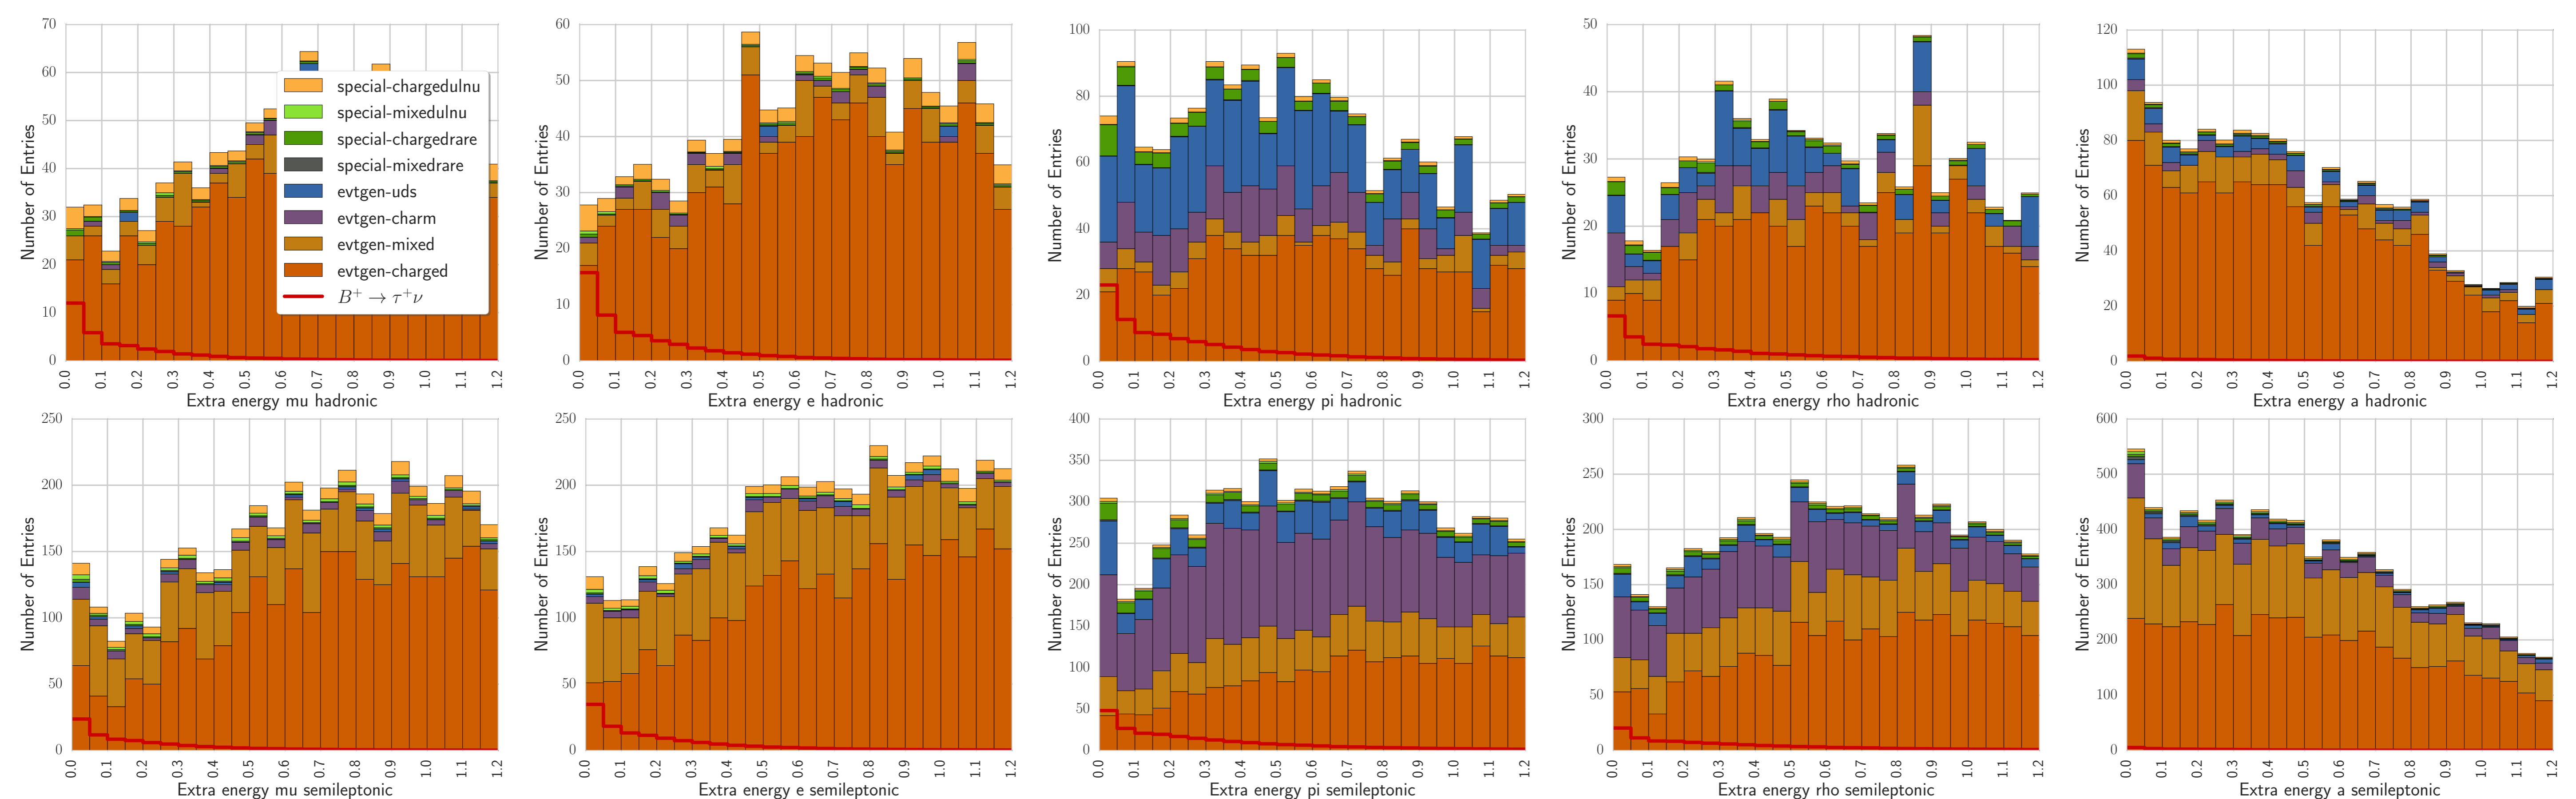 70
60
50
40
30
20
10
0
Number of Entries
0.0 0.1 0.2 0.3 0.4 0.5 0.6 0.7 0.8 0.9 1.0 1.1 1.2
Extra energy mu hadronic
special-chargedulnu
special-mixedulnu
special-chargedrare
special-mixedrare
evtgen-uds
evtgen-charm
evtgen-mixed
evtgen-charged
B⁺ → τ⁺ν
60
50
40
30
20
10
0
Number of Entries
0.0 0.1 0.2 0.3 0.4 0.5 0.6 0.7 0.8 0.9 1.0 1.1 1.2
Extra energy e hadronic
100
80
60
40
20
0
Number of Entries
0.0 0.1 0.2 0.3 0.4 0.5 0.6 0.7 0.8 0.9 1.0 1.1 1.2
Extra energy pi hadronic
50
40
30
20
10
0
Number of Entries
0.0 0.1 0.2 0.3 0.4 0.5 0.6 0.7 0.8 0.9 1.0 1.1 1.2
Extra energy rho hadronic
120
100
80
60
40
20
0
Number of Entries
0.0 0.1 0.2 0.3 0.4 0.5 0.6 0.7 0.8 0.9 1.0 1.1 1.2
Extra energy a hadronic
250
200
150
100
50
0
Number of Entries
0.0 0.1 0.2 0.3 0.4 0.5 0.6 0.7 0.8 0.9 1.0 1.1 1.2
Extra energy mu semileptonic
250
200
150
100
50
0
Number of Entries
0.0 0.1 0.2 0.3 0.4 0.5 0.6 0.7 0.8 0.9 1.0 1.1 1.2
Extra energy e semileptonic
400
350
300
250
200
150
100
50
0
Number of Entries
0.0 0.1 0.2 0.3 0.4 0.5 0.6 0.7 0.8 0.9 1.0 1.1 1.2
Extra energy pi semileptonic
300
250
200
150
100
50
0
Number of Entries
0.0 0.1 0.2 0.3 0.4 0.5 0.6 0.7 0.8 0.9 1.0 1.1 1.2
Extra energy rho semileptonic
600
500
400
300
200
100
0
Number of Entries
0.0 0.1 0.2 0.3 0.4 0.5 0.6 0.7 0.8 0.9 1.0 1.1 1.2
Extra energy a semileptonic